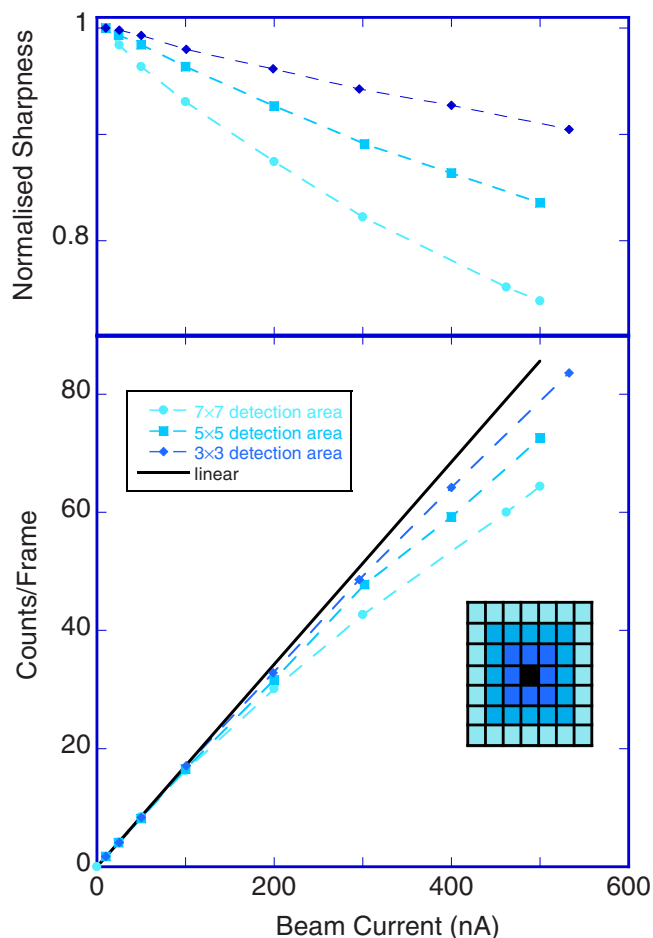 1
0.8
Normalised Sharpness
80
60
40
20
0
Counts/Frame
7×7 detection area
5×5 detection area
3×3 detection area
linear
0 200 400 600
Beam Current (nA)